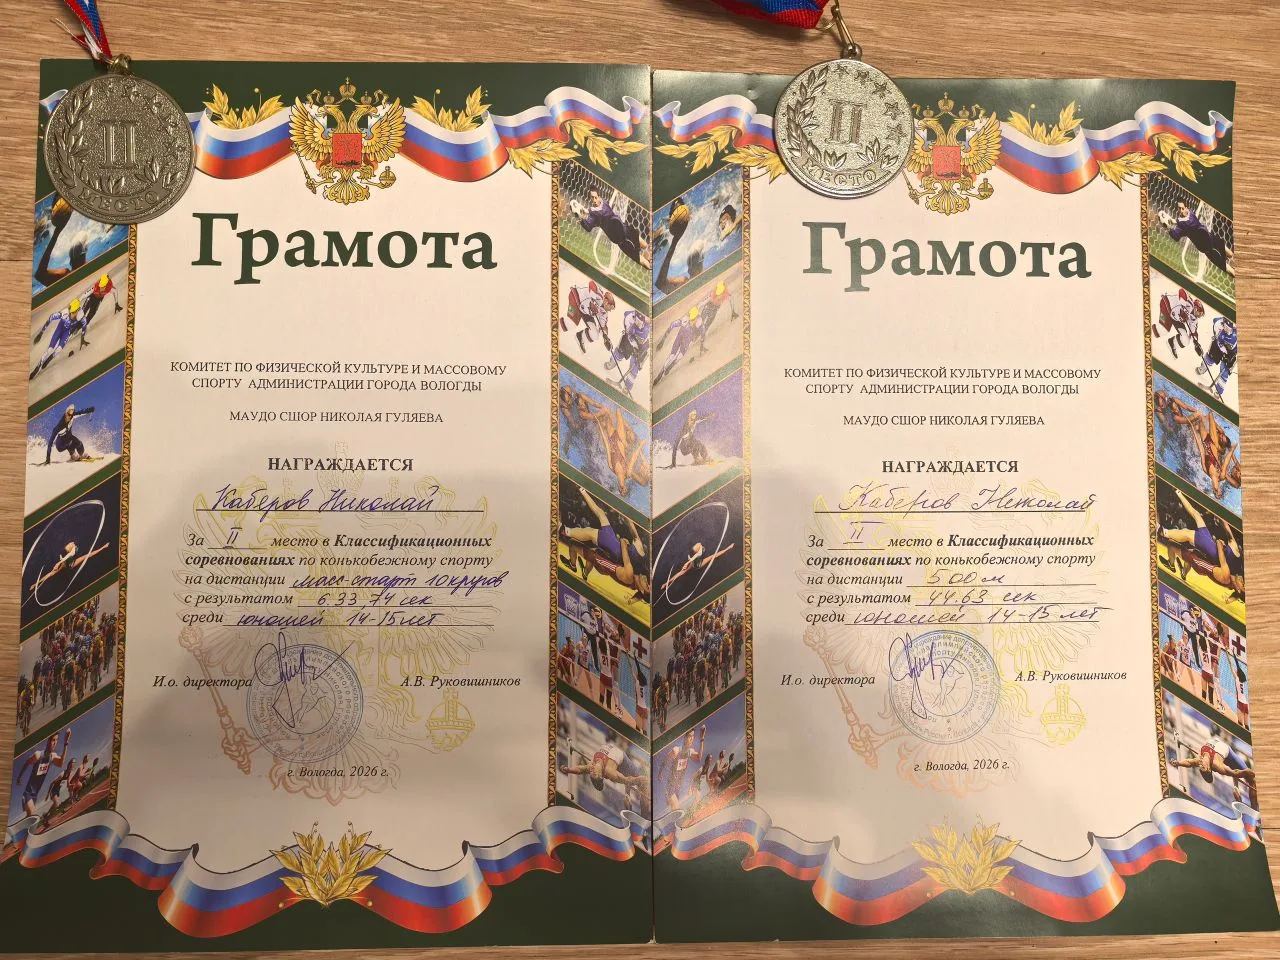 II
МЕСТО
Грамота
КОМИТЕТ ПО ФИЗИЧЕСКОЙ КУЛЬТУРЕ И МАССОВОМУ
СПОРТУ АДМИНИСТРАЦИИ ГОРОДА ВОЛОГДЫ
МАУДО СШОР НИКОЛАЯ ГУЛЯЕВА
НАГРАЖДАЕТСЯ
Каберов Николай
За II место в Классификационных
соревнованиях по конькобежному спорту
на дистанции масс-старт 10 кругов
с результатом 6.33,74 сек
среди юношей 14-15 лет
И.о. директора А.В. Руковишников
г. Вологда, 2026 г.
II
МЕСТО
Грамота
КОМИТЕТ ПО ФИЗИЧЕСКОЙ КУЛЬТУРЕ И МАССОВОМУ
СПОРТУ АДМИНИСТРАЦИИ ГОРОДА ВОЛОГДЫ
МАУДО СШОР НИКОЛАЯ ГУЛЯЕВА
НАГРАЖДАЕТСЯ
Каберов Николай
За II место в Классификационных
соревнованиях по конькобежному спорту
на дистанции 500 м
с результатом 44.63 сек
среди юношей 14-15 лет
И.о. директора А.В. Руковишников
г. Вологда, 2026 г.